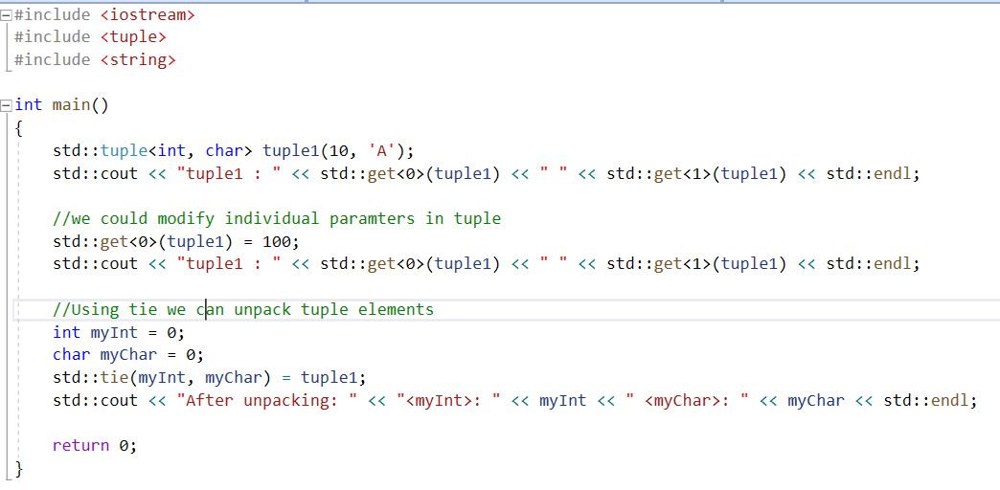 #include <iostream>
#include <tuple>
#include <string>
int main()
{
std::tuple<int, char> tuple1(10, 'A');
std::cout << "tuple1 : " << std::get<0>(tuple1) << " " << std::get<1>(tuple1) << std::endl;
//we could modify individual paramters in tuple
std::get<0>(tuple1) = 100;
std::cout << "tuple1 : " << std::get<0>(tuple1) << " " << std::get<1>(tuple1) << std::endl;
//Using tie we can unpack tuple elements
int myInt = 0;
char myChar = 0;
std::tie(myInt, myChar) = tuple1;
std::cout << "After unpacking: " << "<myInt>: " << myInt << " <myChar>: " << myChar << std::endl;
return 0;
}